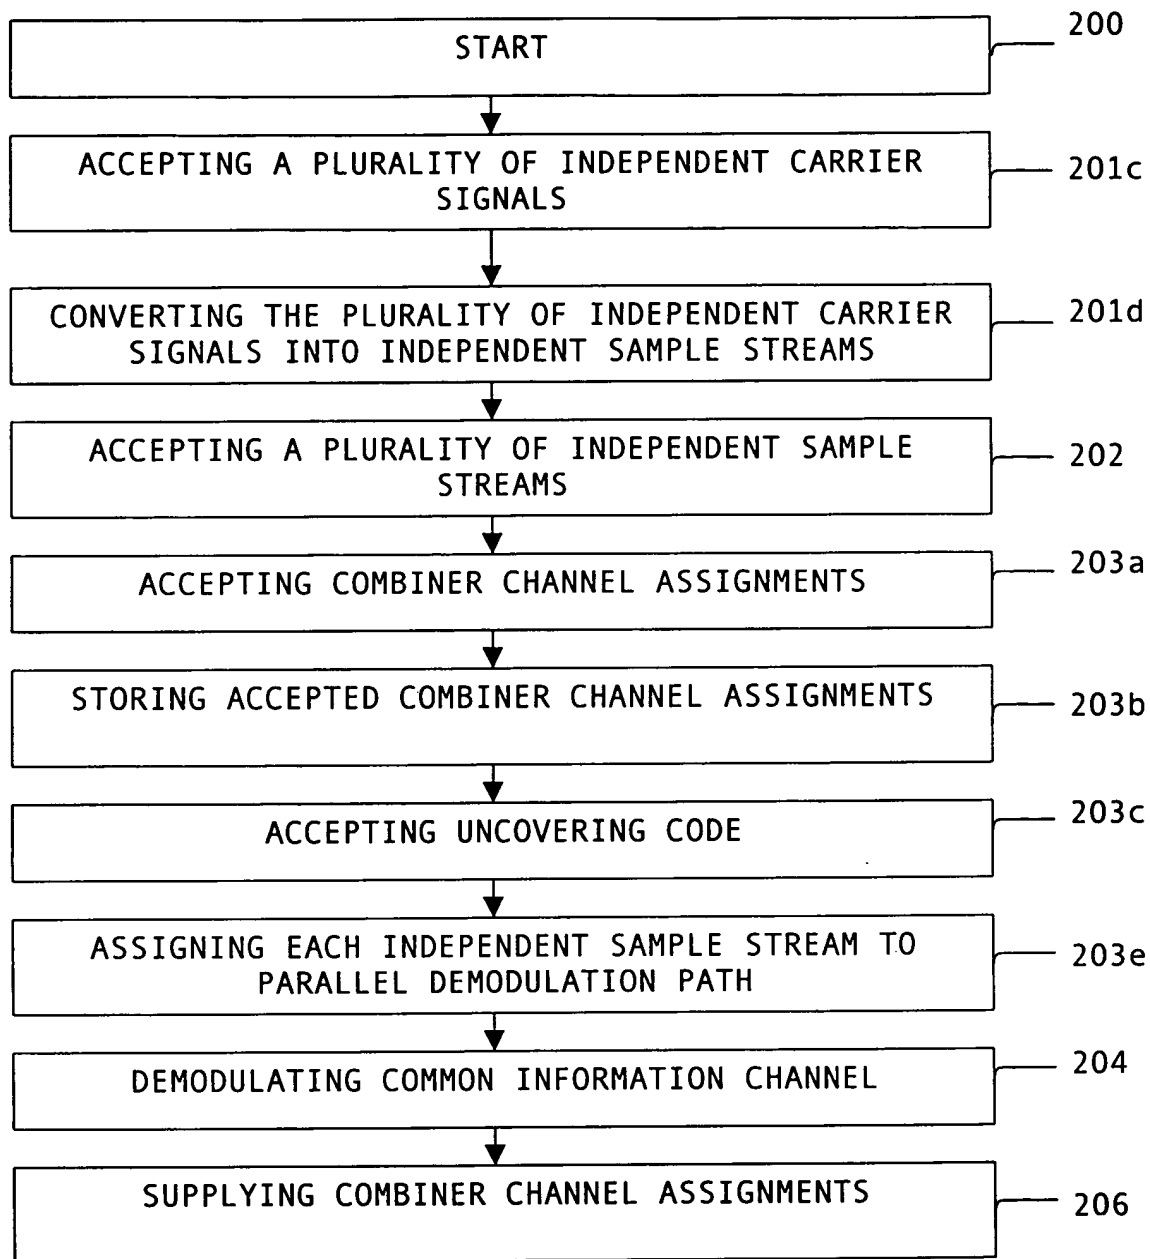 START
200
ACCEPTING A PLURALITY OF INDEPENDENT CARRIER
SIGNALS
201c
CONVERTING THE PLURALITY OF INDEPENDENT CARRIER
SIGNALS INTO INDEPENDENT SAMPLE STREAMS
201d
ACCEPTING A PLURALITY OF INDEPENDENT SAMPLE
STREAMS
202
ACCEPTING COMBINER CHANNEL ASSIGNMENTS
203a
STORING ACCEPTED COMBINER CHANNEL ASSIGNMENTS
203b
ACCEPTING UNCOVERING CODE
203c
ASSIGNING EACH INDEPENDENT SAMPLE STREAM TO
PARALLEL DEMODULATION PATH
203e
DEMODULATING COMMON INFORMATION CHANNEL
204
SUPPLYING COMBINER CHANNEL ASSIGNMENTS
206